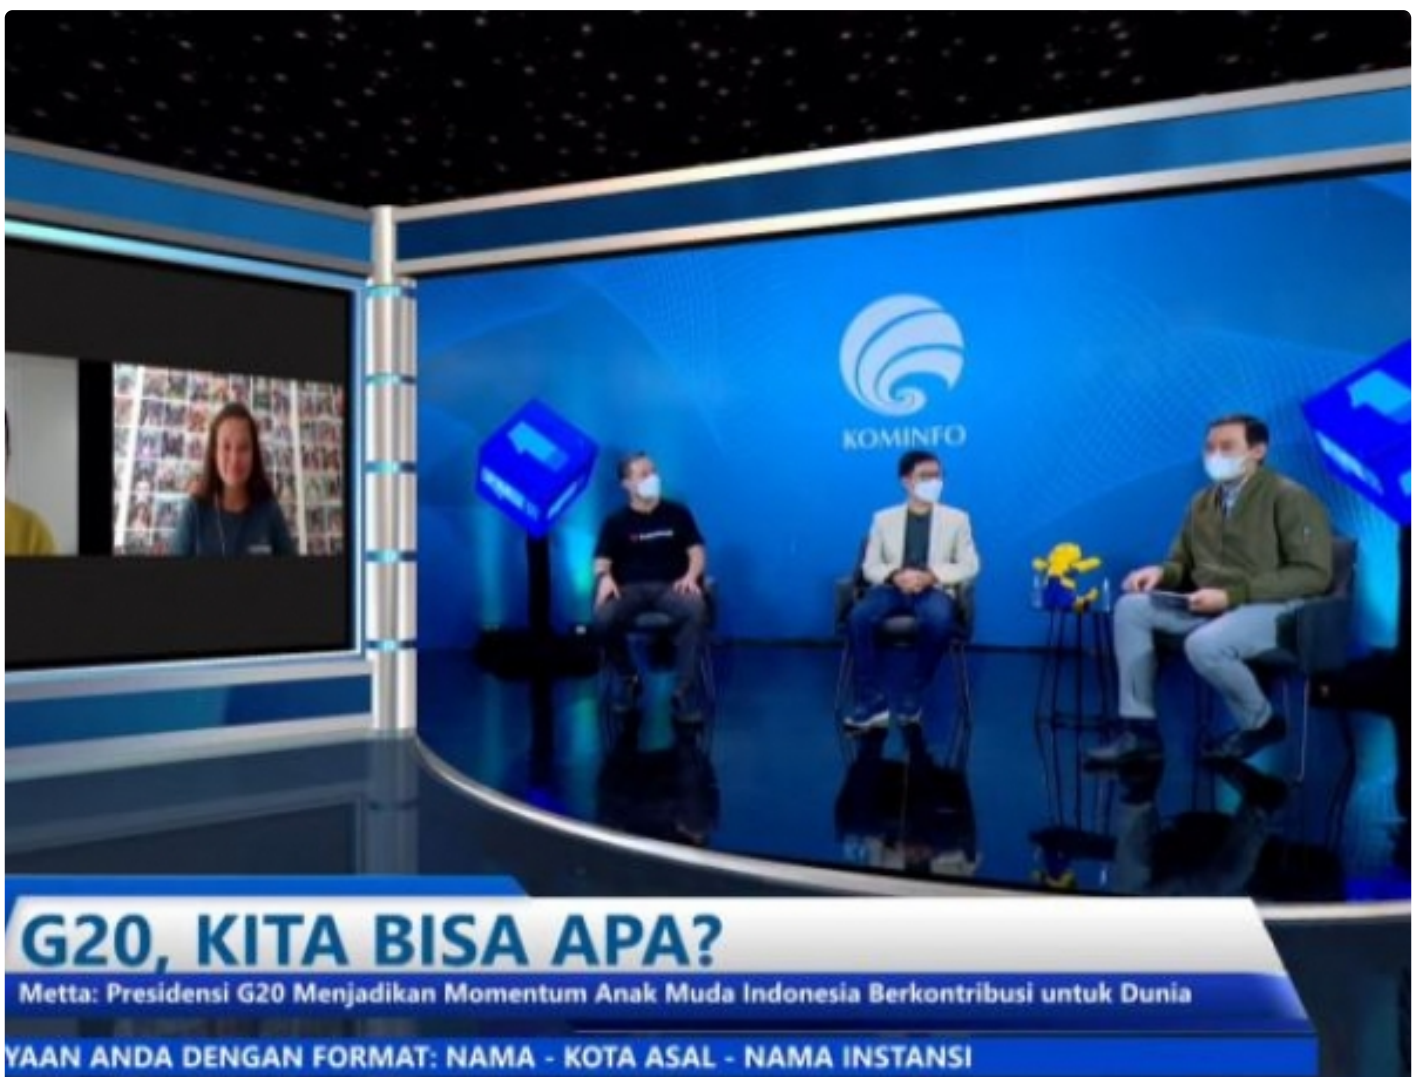 KOMINFO
G20, KITA BISA APA?
Metta: Presidensi G20 Menjadikan Momentum Anak Muda Indonesia Berkontribusi untuk Dunia
YAAN ANDA DENGAN FORMAT: NAMA - KOTA ASAL - NAMA INSTANSI